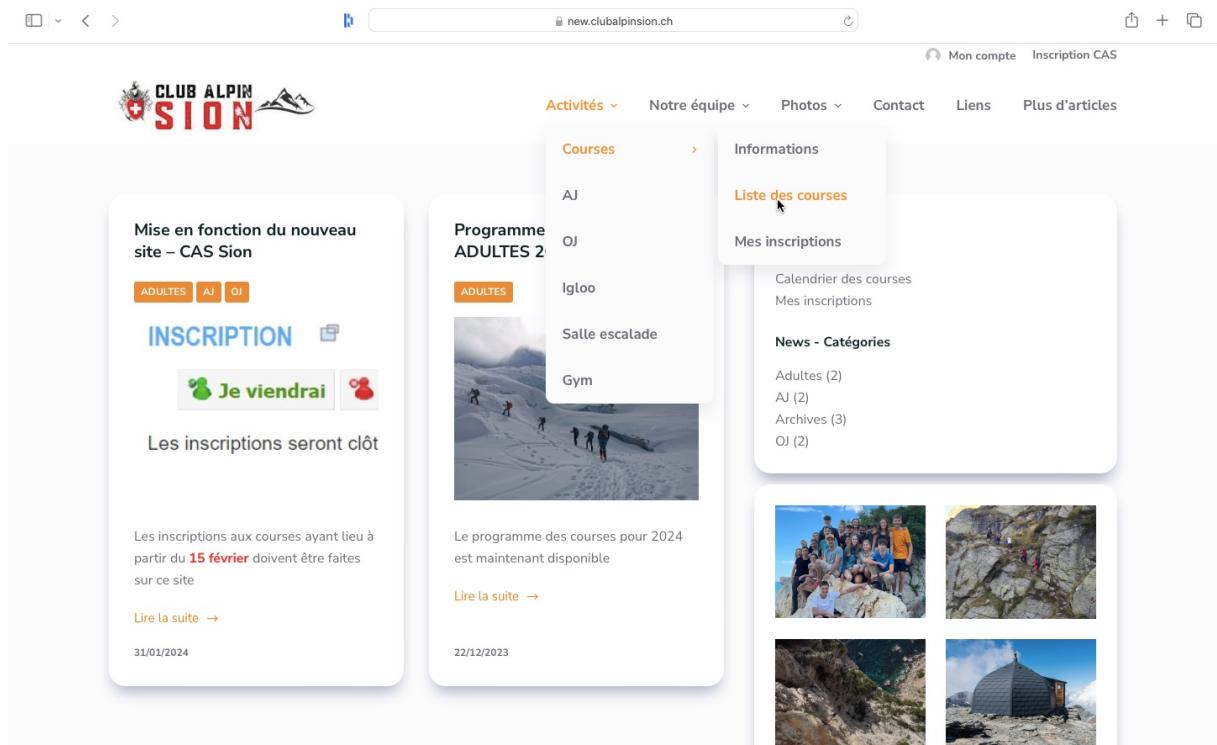 new.clubalpinsion.ch
Mon compte Inscription CAS
CLUB ALPIN
SION
Activités Notre équipe Photos Contact Liens Plus d'articles
Courses
AJ
OJ
Igloo
Salle escalade
Gym
Informations
Liste des courses
Mes inscriptions
Mise en fonction du nouveau
site – CAS Sion
ADULTES AJ OJ
INSCRIPTION
Je viendrai
Les inscriptions seront clôt
Les inscriptions aux courses ayant lieu à
partir du 15 février doivent être faites
sur ce site
Lire la suite →
31/01/2024
Programme
ADULTES 2
ADULTES
Le programme des courses pour 2024
est maintenant disponible
Lire la suite →
22/12/2023
Calendrier des courses
Mes inscriptions
News - Catégories
Adultes (2)
AJ (2)
Archives (3)
OJ (2)